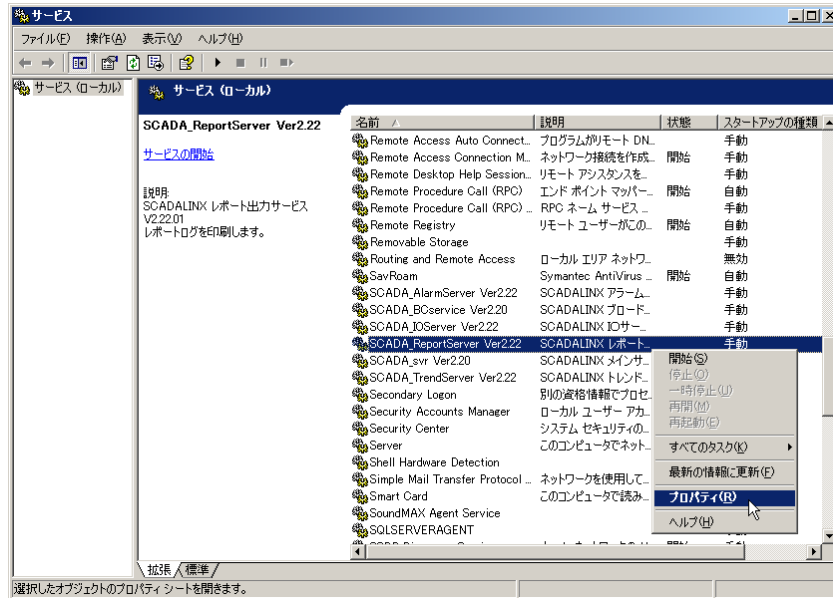 サービス
ファイル(F) 操作(A) 表示(V) ヘルプ(H)
サービス (ローカル)
サービス (ローカル)
SCADA_ReportServer Ver2.22
サービスの開始
説明:
SCADALINX レポート出力サービス
V2.22.01
レポートログを印刷します。
名前 説明 状態 スタートアップの種類
Remote Access Auto Connect... プログラムがリモート DN... 手動
Remote Access Connection M... ネットワーク接続を作成... 開始 手動
Remote Desktop Help Session... リモート アシスタンスを... 手動
Remote Procedure Call (RPC) エンド ポイント マッパー... 開始 自動
Remote Procedure Call (RPC) ... RPC ネーム サービス ... 手動
Remote Registry リモート ユーザーがこの... 開始 自動
Removable Storage 手動
Routing and Remote Access ローカル エリア ネットワ... 無効
SavRoam Symantec AntiVirus ... 開始 自動
SCADA_AlarmServer Ver2.22 SCADALINX アラーム... 手動
SCADA_BCservice Ver2.20 SCADALINX ブロード... 手動
SCADA_IOServer Ver2.22 SCADALINX IOサー... 手動
SCADA_ReportServer Ver2.22 SCADALINX レポート... 手動
SCADA_svr Ver2.20 SCADALINX メインサ...
SCADA_TrendServer Ver2.22 SCADALINX トレンド...
Secondary Logon 別の資格情報でプロセ...
Security Accounts Manager ローカル ユーザー アカ...
Security Center システム セキュリティの...
Server このコンピュータでネット...
Shell Hardware Detection
Simple Mail Transfer Protocol ... ネットワークを使用して...
Smart Card このコンピュータで読み...
SoundMAX Agent Service
SQLSERVERAGENT
開始(S)
停止(O)
一時停止(U)
再開(M)
再起動(E)
すべてのタスク(K)
最新の情報に更新(F)
プロパティ(R)
ヘルプ(H)
拡張 標準
選択したオブジェクトのプロパティ シートを開きます。